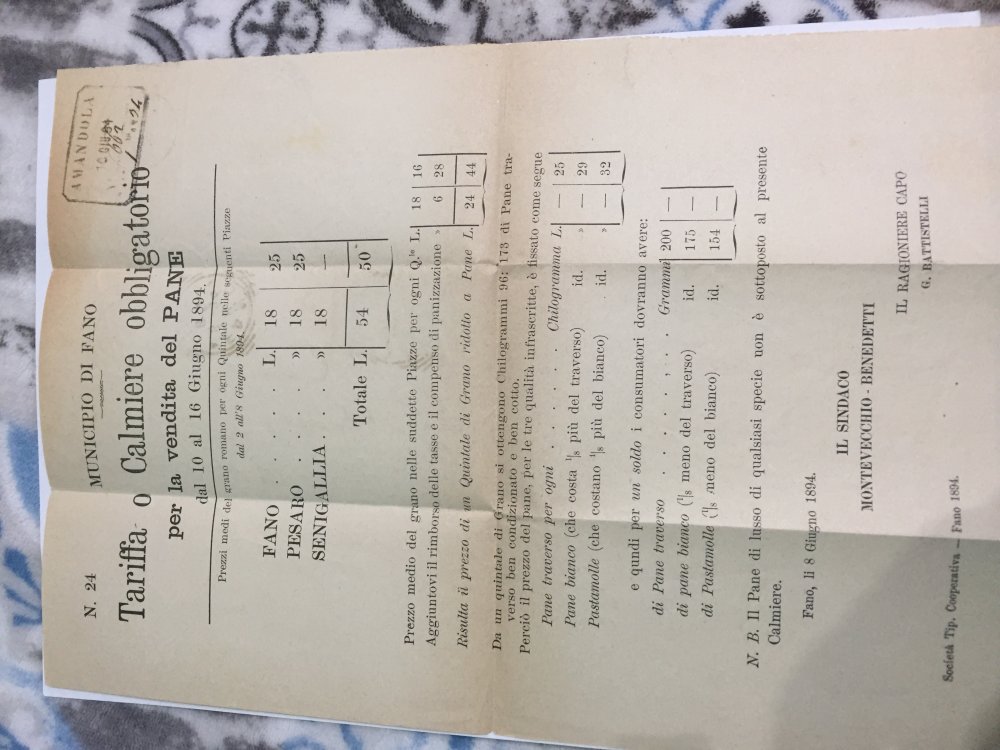 N. 24 MUNICIPIO DI FANO
AMANDOLA
10 GIU 94
Tariffa o Calmiere obbligatorio
per la vendita del PANE
dal 10 al 16 Giugno 1894.
Prezzi medi del grano romano per ogni Quintale nelle seguenti Piazze
dal 2 all'8 Giugno 1894.
FANO . . . . L. 18 25
PESARO . . . . » 18 25
SENIGALLIA . . . . » 18 —
Totale L. 54 50
Prezzo medio del grano nelle suddette Piazze per ogni Q.le L. 18 16
Aggiuntovi il rimborso delle tasse e il compenso di panizzazione » 6 28
Risulta il prezzo di un Quintale di Grano ridotto a Pane L. 24 44
Da un quintale di Grano si ottengono Chilogrammi 96: 173 di Pane tra-
verso ben condizionato e ben cotto.
Perciò il prezzo del pane, per le tre qualità infrascritte, è fissato come segue
Pane traverso per ogni . . . . . . Chilogramma L. — 25
Pane bianco (che costa 1/8 più del traverso) id. » — 29
Pastamolle (che costano 1/8 più del bianco) id. » — 32
e qundi per un soldo i consumatori dovranno avere:
di Pane traverso . . . . . . Grammi 200 —
di pane bianco (1/8 meno del traverso) id. 175 —
di Pastamolle (1/8 meno del bianco) id. 154 —
N. B. Il Pane di lusso di qualsiasi specie non è sottoposto al presente
Calmiere.
Fano, li 8 Giugno 1894.
IL SINDACO
MONTEVECCHIO - BENEDETTI
IL RAGIONIERE CAPO
G. BATTISTELLI
Società Tip. Cooperativa — Fano 1894.